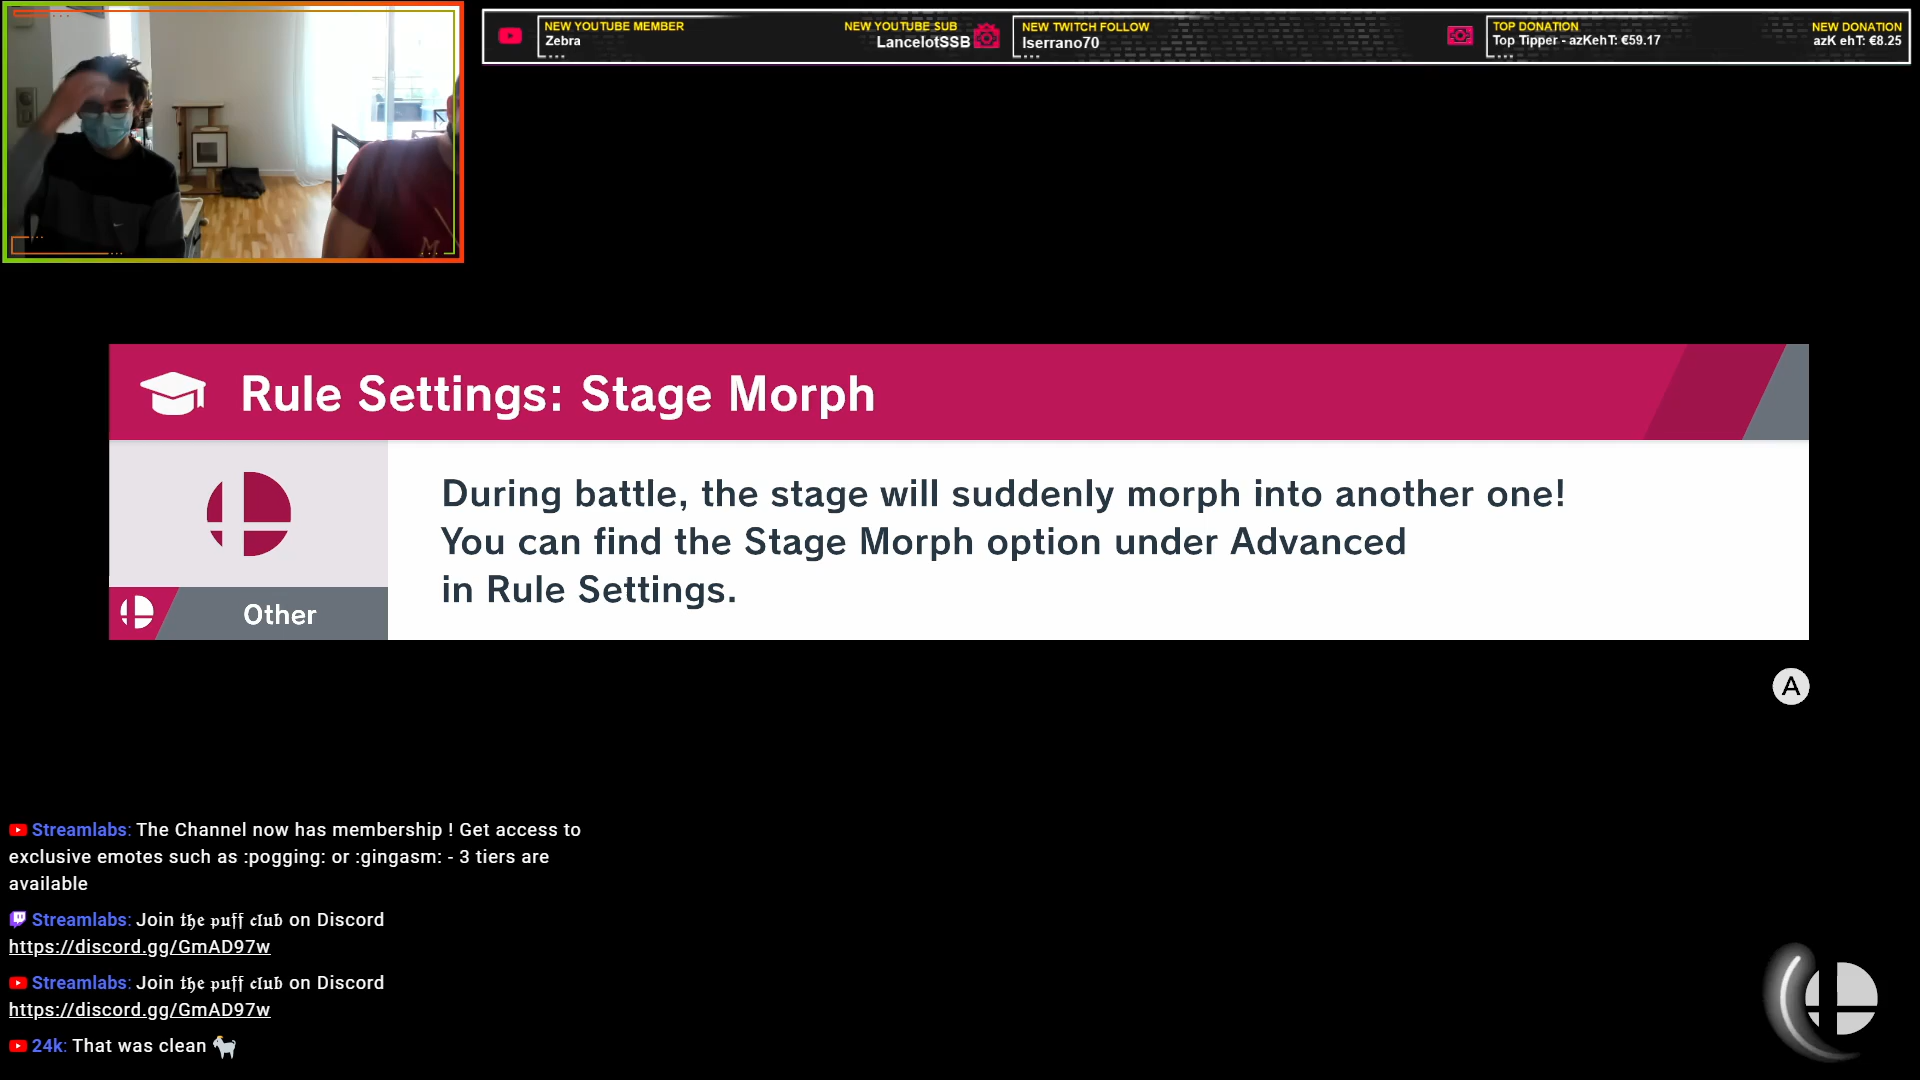 NEW YOUTUBE MEMBER
Zebra
NEW YOUTUBE SUB
LancelotSSB
NEW TWITCH FOLLOW
lserrano70
TOP DONATION
Top Tipper - azKehT: €59.17
NEW DONATION
azK ehT: €8.25
Rule Settings: Stage Morph
During battle, the stage will suddenly morph into another one!
You can find the Stage Morph option under Advanced
in Rule Settings.
Other
A
Streamlabs: The Channel now has membership ! Get access to
exclusive emotes such as :pogging: or :gingasm: - 3 tiers are
available
Streamlabs: Join 𝖙𝖍𝖊 𝖕𝖚𝖋𝖋 𝖈𝖑𝖚𝖇 on Discord
https://discord.gg/GmAD97w
Streamlabs: Join 𝖙𝖍𝖊 𝖕𝖚𝖋𝖋 𝖈𝖑𝖚𝖇 on Discord
https://discord.gg/GmAD97w
24k: That was clean 🐐